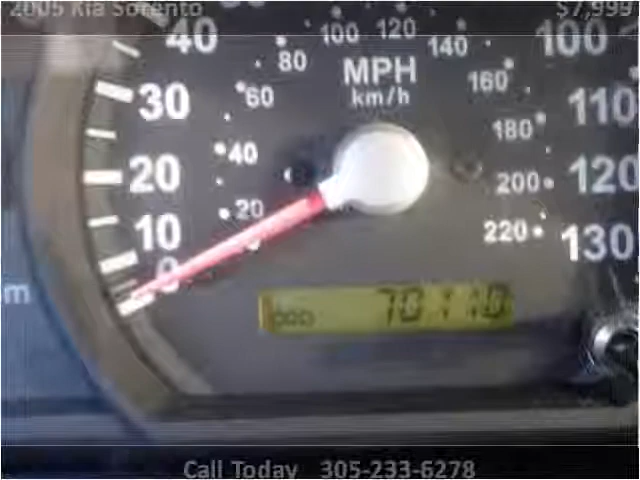 2005 Kia Sorento $7,999
40 100 120 140 100
80 MPH 160
30 60 km/h 110
180
20 40 200 120
10 20 220 130
0
ODO 70110
Call Today 305-233-6278